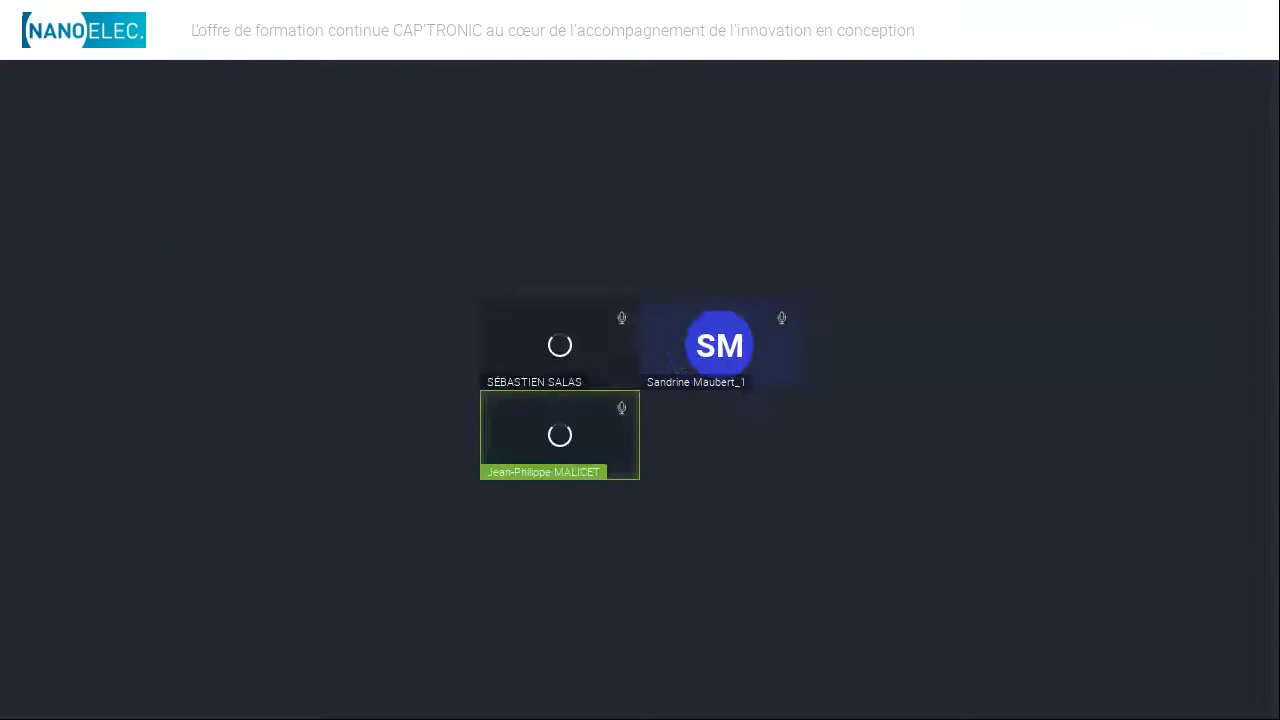 NANOELEC.
L'offre de formation continue CAP'TRONIC au cœur de l'accompagnement de l'innovation en conception
SM
SÉBASTIEN SALAS
Sandrine Maubert_1
Jean-Philippe MALICET